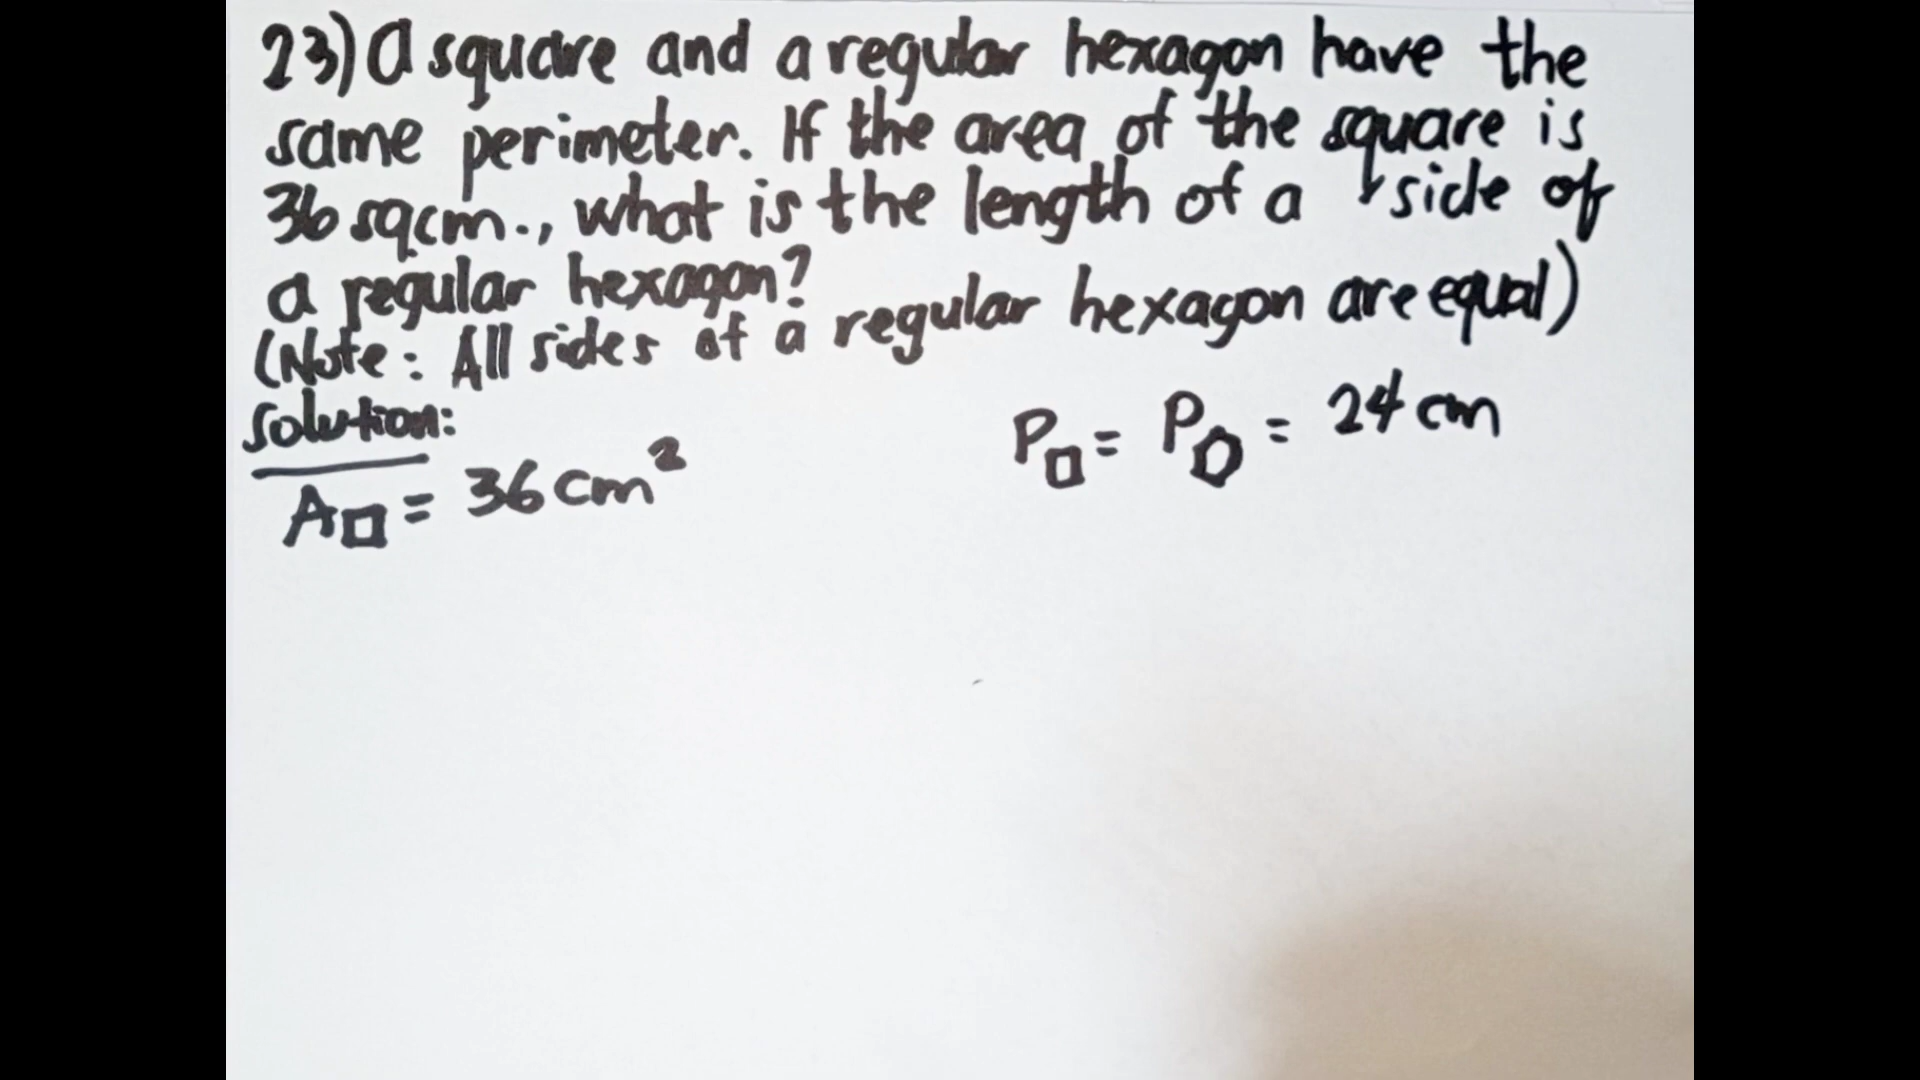 23) A square and a regular hexagon have the
same perimeter. If the area of the square is
36 sqcm., what is the length of a side of
a regular hexagon?
(Note: All sides of a regular hexagon are equal)
Solution:
A□ = 36 cm²
P□ = P⬡ = 24 cm